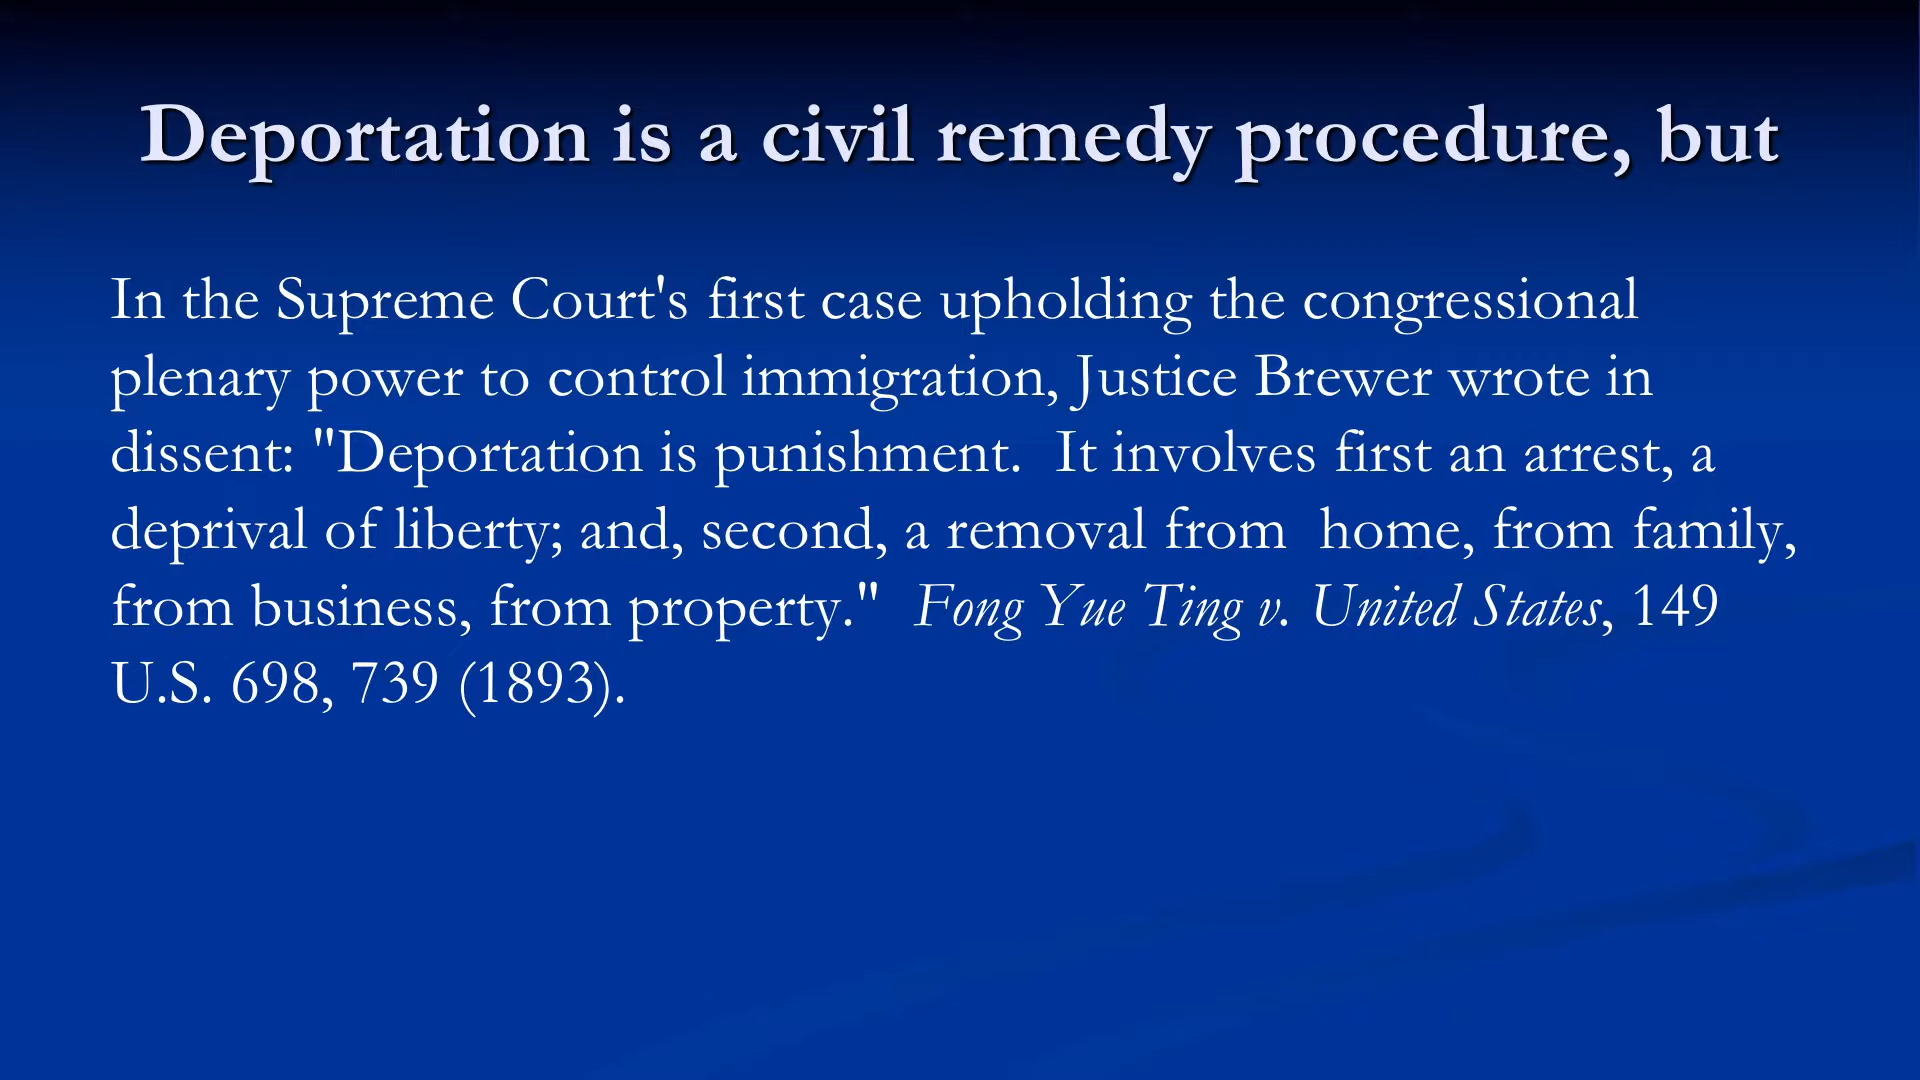 Deportation is a civil remedy procedure, but
In the Supreme Court's first case upholding the congressional
plenary power to control immigration, Justice Brewer wrote in
dissent: "Deportation is punishment.  It involves first an arrest, a
deprival of liberty; and, second, a removal from  home, from family,
from business, from property."  Fong Yue Ting v. United States, 149
U.S. 698, 739 (1893).